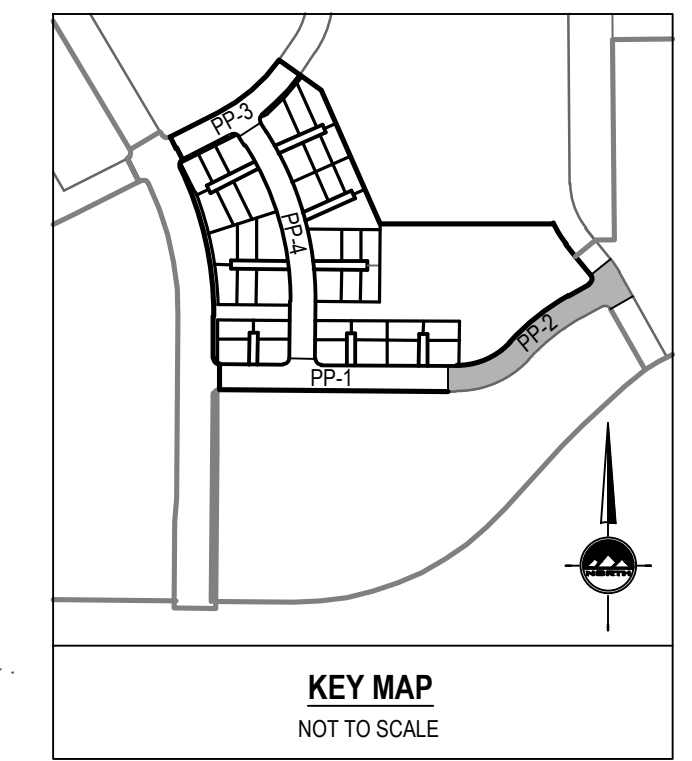 PP-3
PP-4
PP-2
PP-1
NORTH
KEY MAP
NOT TO SCALE